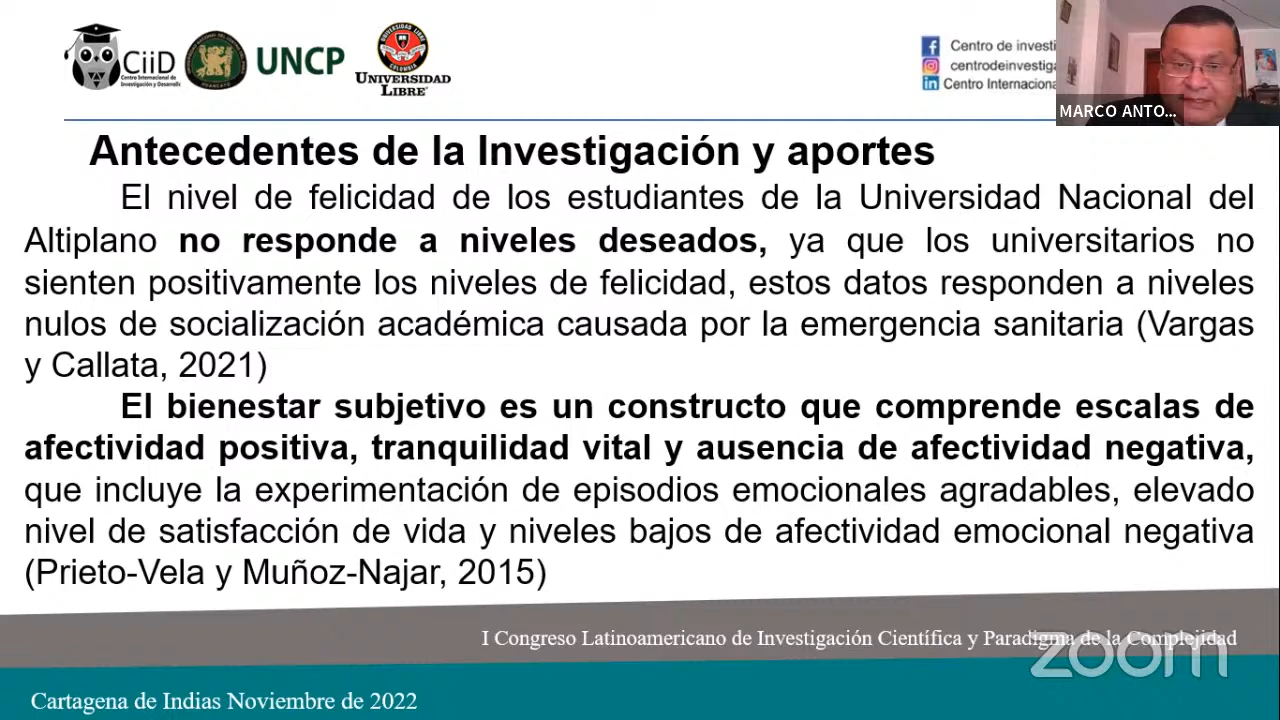 CiiD
Centro Internacional de
Investigación y Desarrollo
UNCP
UNIVERSIDAD
LIBRE
Centro de investi
centrodeinvestiga
Centro Internaciona
MARCO ANTO...
Antecedentes de la Investigación y aportes
El nivel de felicidad de los estudiantes de la Universidad Nacional del
Altiplano no responde a niveles deseados, ya que los universitarios no
sienten positivamente los niveles de felicidad, estos datos responden a niveles
nulos de socialización académica causada por la emergencia sanitaria (Vargas
y Callata, 2021)
El bienestar subjetivo es un constructo que comprende escalas de
afectividad positiva, tranquilidad vital y ausencia de afectividad negativa,
que incluye la experimentación de episodios emocionales agradables, elevado
nivel de satisfacción de vida y niveles bajos de afectividad emocional negativa
(Prieto-Vela y Muñoz-Najar, 2015)
I Congreso Latinoamericano de Investigación Científica y Paradigma de la Complejidad
zoom
Cartagena de Indias Noviembre de 2022